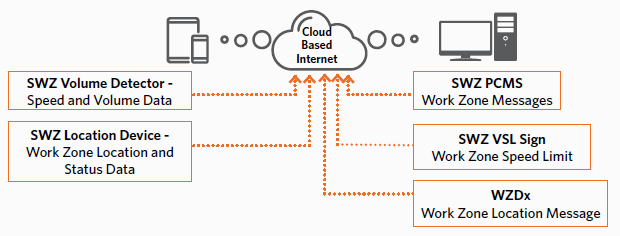 Cloud
Based
Internet
SWZ Volume Detector -
Speed and Volume Data
SWZ Location Device -
Work Zone Location and
Status Data
SWZ PCMS
Work Zone Messages
SWZ VSL Sign
Work Zone Speed Limit
WZDx
Work Zone Location Message